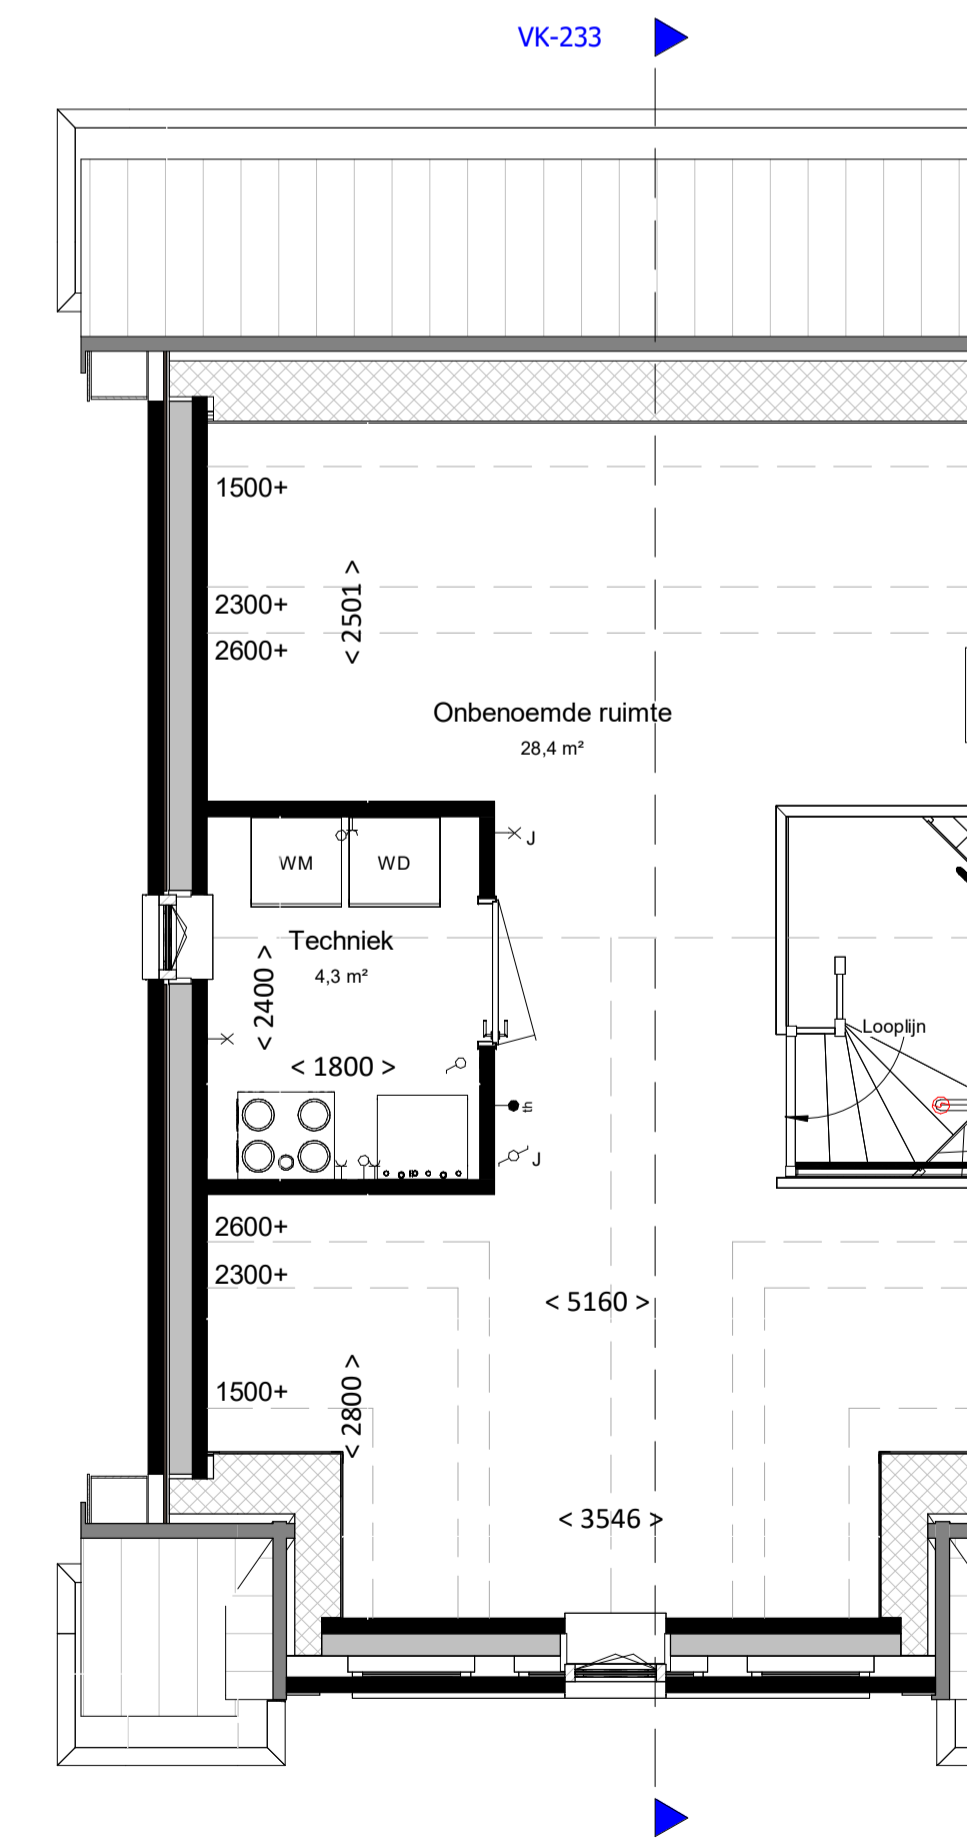 VK-233
1500+
< 2501 >
2300+
2600+
Onbenoemde ruimte
28,4 m²
J
WM
WD
Techniek
4,3 m²
< 2400 >
Looplijn
< 1800 >
th
J
2600+
2300+
< 5160 >
1500+
< 2800 >
< 3546 >